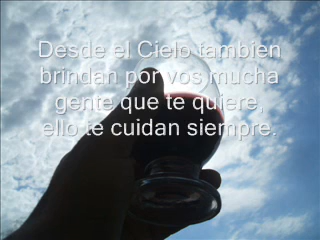 Desde el Cielo tambien
brindan por vos mucha
gente que te quiere,
ello te cuidan siempre.